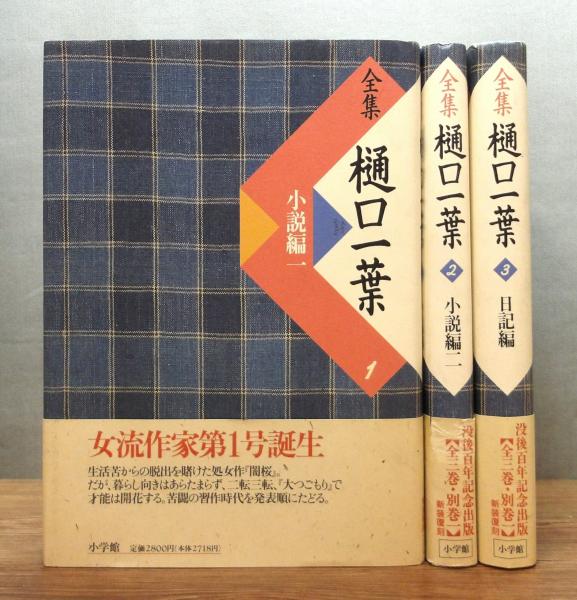 全集
樋口一葉
小説編一
1
女流作家第1号誕生
生活苦からの脱出を賭けた処女作『闇桜』。
だが、暮らし向きはあらたまらず、二転三転、『大つごもり』で
才能は開花する。苦闘の習作時代を発表順にたどる。
小学館 定価2800円(本体2718円)
全集
樋口一葉
2
小説編二
没後百年記念出版
【全三巻・別巻一】
新装復刻
小学館
全集
樋口一葉
3
日記編
没後百年記念出版
【全三巻・別巻一】
新装復刻
小学館